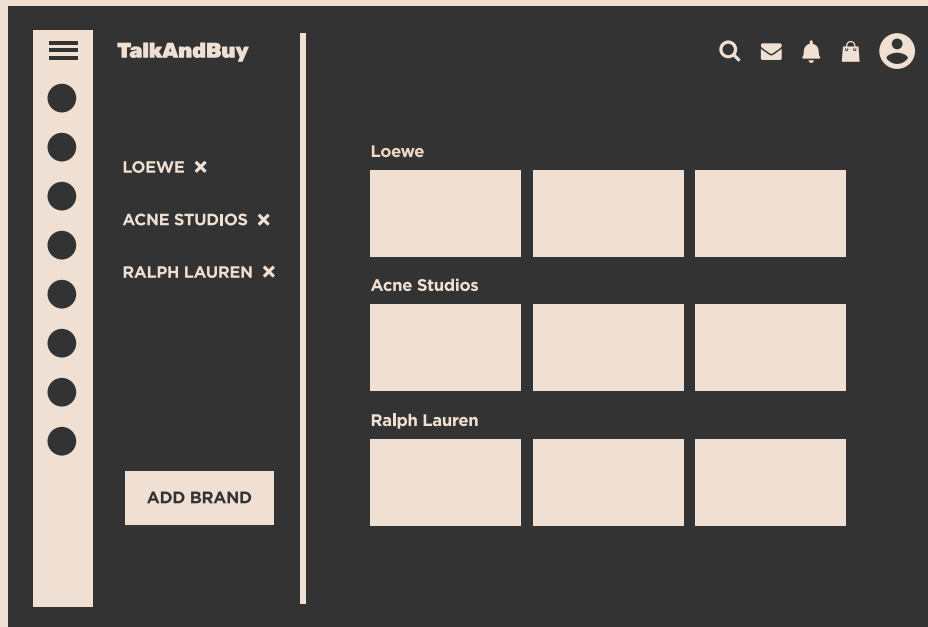 TalkAndBuy
LOEWE
ACNE STUDIOS
RALPH LAUREN
ADD BRAND
Loewe
Acne Studios
Ralph Lauren